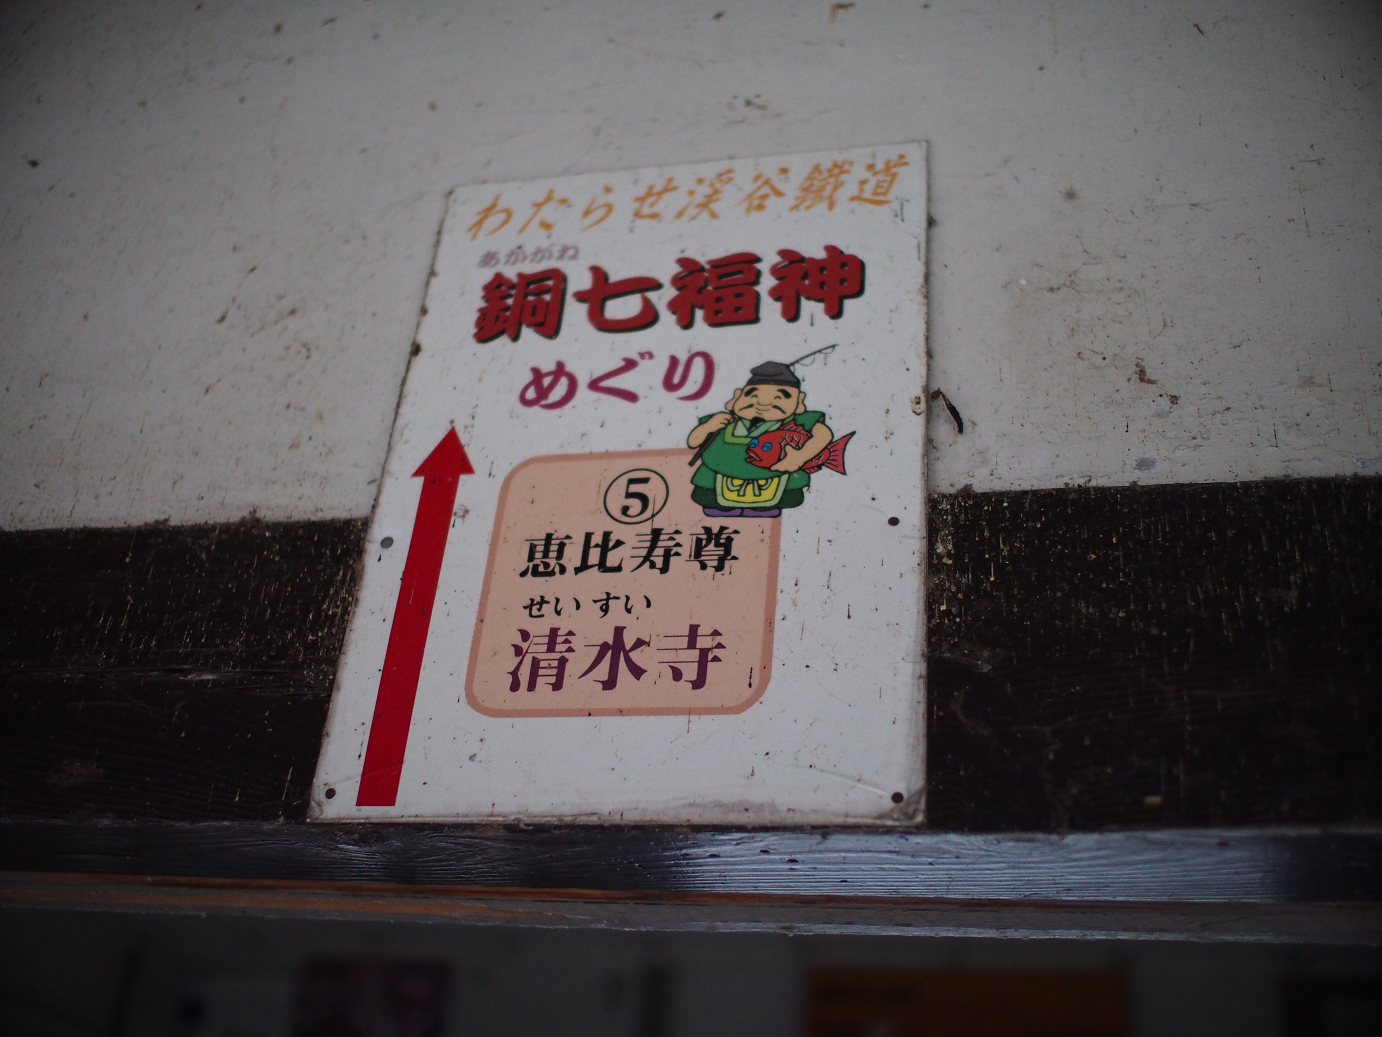 わたらせ渓谷鐵道
あかがね
銅七福神
めぐり
⑤
恵比寿尊
せいすい
清水寺